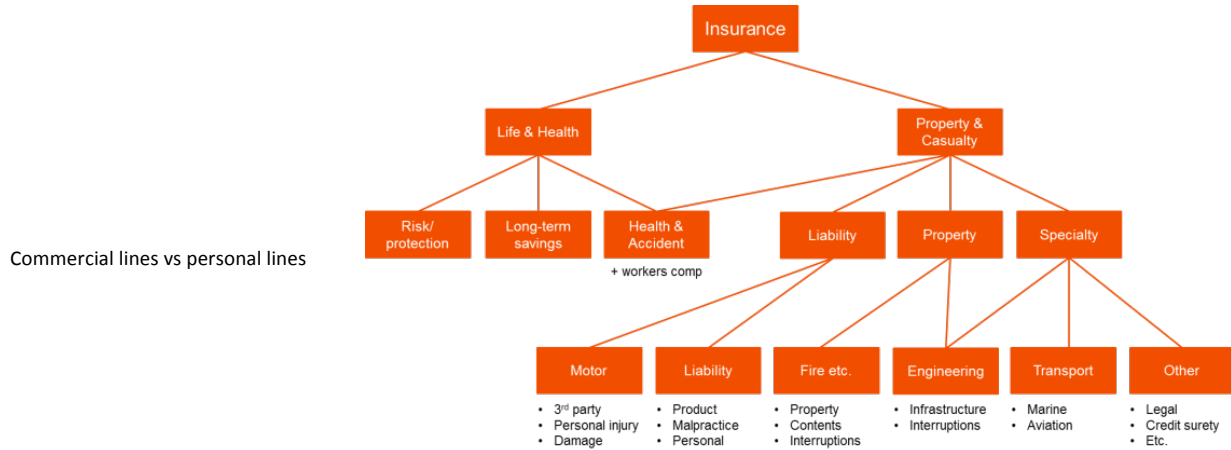 Insurance
Life & Health
Property &
Casualty
Risk/
protection
Long-term
savings
Health &
Accident
Liability
Property
Specialty
Commercial lines vs personal lines
+ workers comp
Motor
Liability
Fire etc.
Engineering
Transport
Other
• 3rd party
• Personal injury
• Damage
• Product
• Malpractice
• Personal
• Property
• Contents
• Interruptions
• Infrastructure
• Interruptions
• Marine
• Aviation
• Legal
• Credit surety
• Etc.